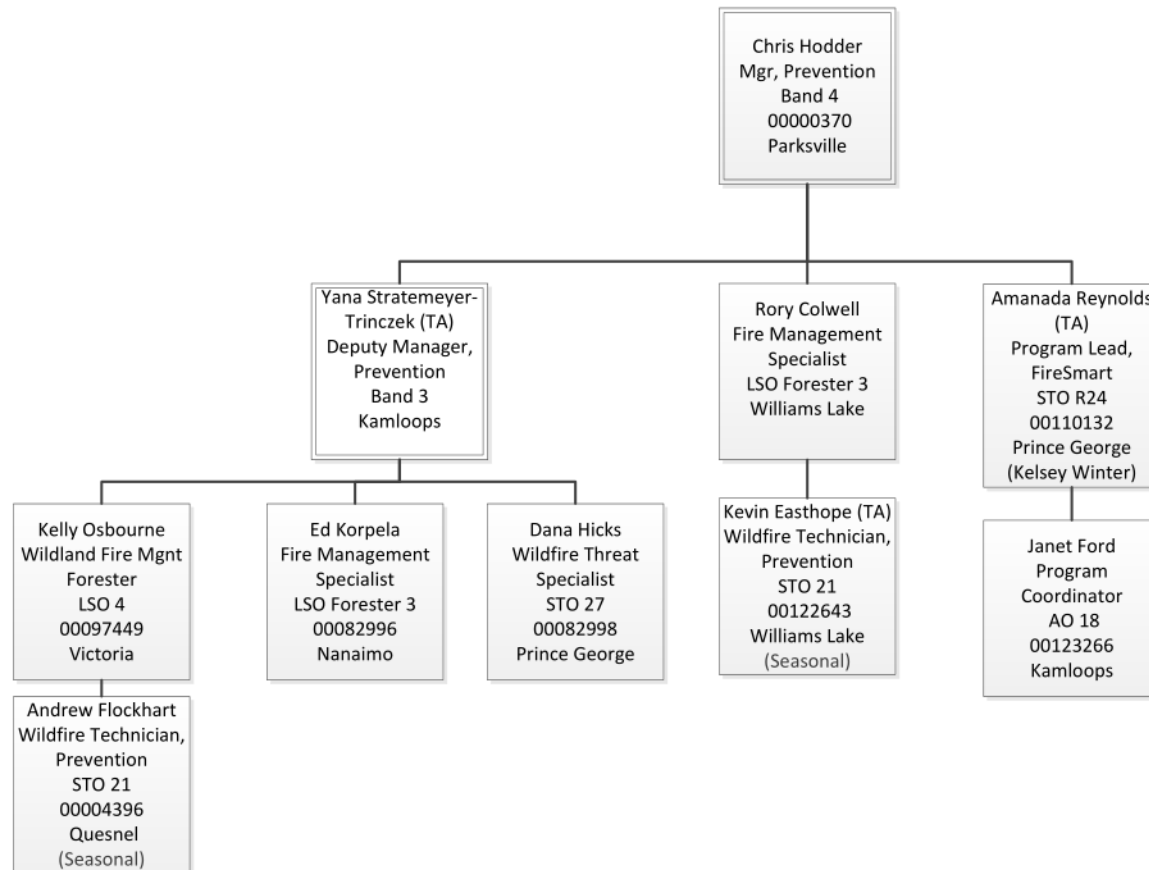 Chris Hodder
Mgr, Prevention
Band 4
00000370
Parksville
Yana Stratemeyer-
Trinczek (TA)
Deputy Manager,
Prevention
Band 3
Kamloops
Rory Colwell
Fire Management
Specialist
LSO Forester 3
Williams Lake
Amanada Reynolds
(TA)
Program Lead,
FireSmart
STO R24
00110132
Prince George
(Kelsey Winter)
Kelly Osbourne
Wildland Fire Mgnt
Forester
LSO 4
00097449
Victoria
Ed Korpela
Fire Management
Specialist
LSO Forester 3
00082996
Nanaimo
Dana Hicks
Wildfire Threat
Specialist
STO 27
00082998
Prince George
Kevin Easthope (TA)
Wildfire Technician,
Prevention
STO 21
00122643
Williams Lake
(Seasonal)
Janet Ford
Program
Coordinator
AO 18
00123266
Kamloops
Andrew Flockhart
Wildfire Technician,
Prevention
STO 21
00004396
Quesnel
(Seasonal)